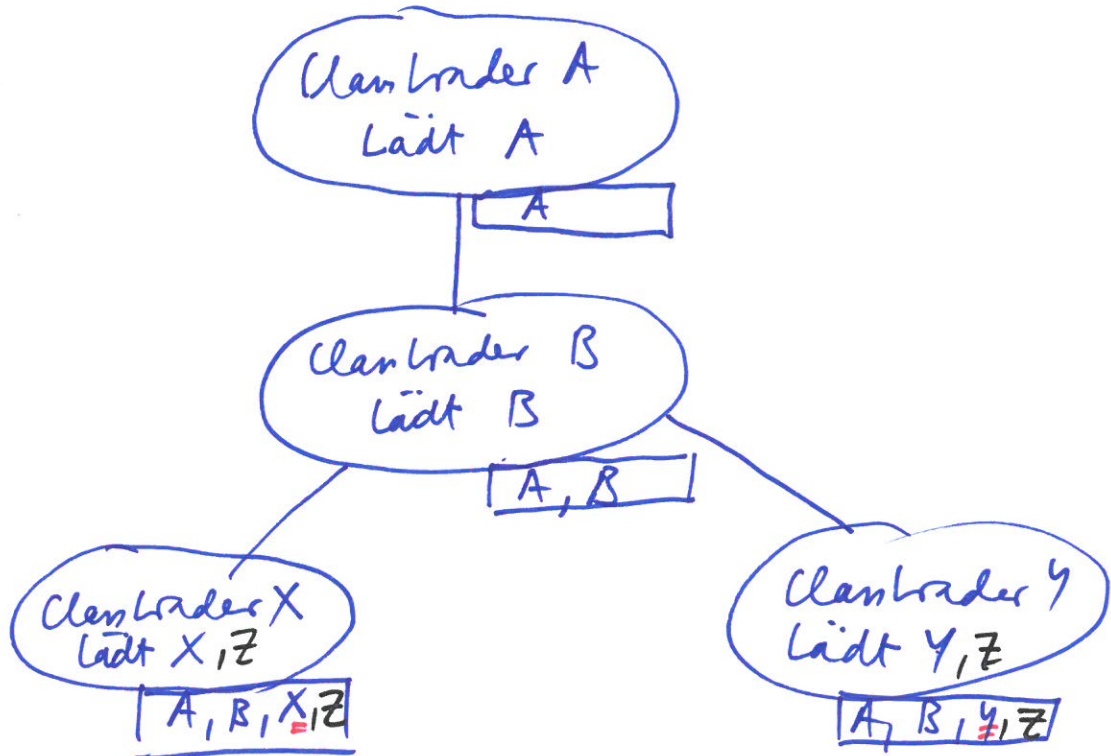 ClassLoader A
Lädt A
A
ClassLoader B
Lädt B
A, B
ClassLoader X
Lädt X, Z
A, B, X, Z
ClassLoader Y
Lädt Y, Z
A, B, Y, Z